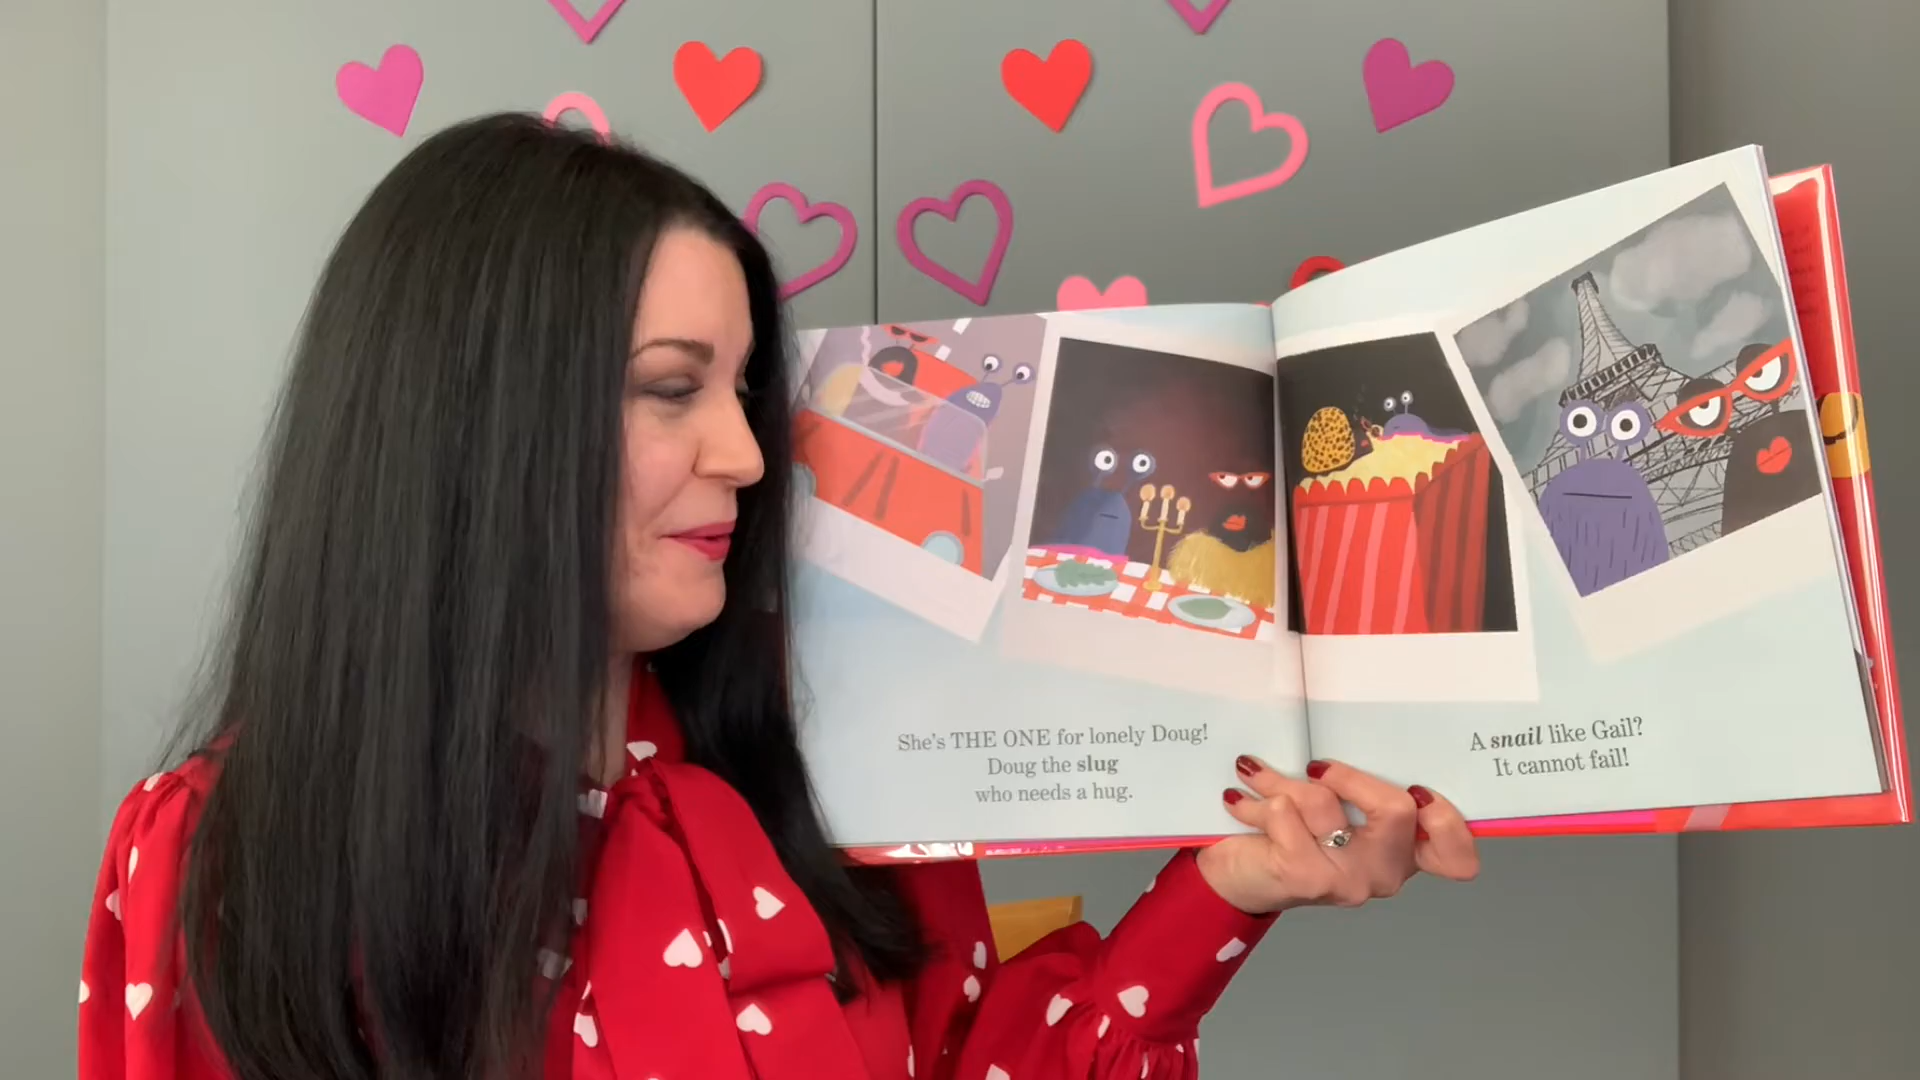 She's THE ONE for lonely Doug!
Doug the slug
who needs a hug.
A snail like Gail?
It cannot fail!